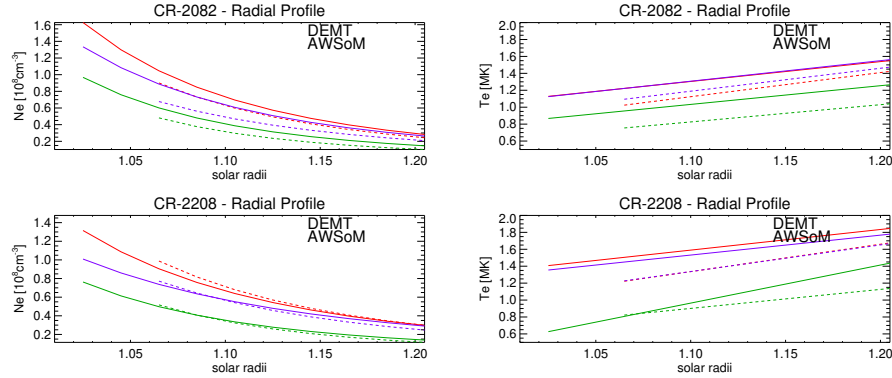 CR-2082 - Radial Profile
DEMT
AWSoM
Ne [10⁸cm⁻³]
1.6
1.4
1.2
1.0
0.8
0.6
0.4
0.2
1.05 1.10 1.15 1.20
solar radii
CR-2082 - Radial Profile
DEMT
AWSoM
Te [MK]
2.0
1.8
1.6
1.4
1.2
1.0
0.8
0.6
1.05 1.10 1.15 1.20
solar radii
CR-2208 - Radial Profile
DEMT
AWSoM
Ne [10⁸cm⁻³]
1.4
1.2
1.0
0.8
0.6
0.4
0.2
1.05 1.10 1.15 1.20
solar radii
CR-2208 - Radial Profile
DEMT
AWSoM
Te [MK]
2.0
1.8
1.6
1.4
1.2
1.0
0.8
0.6
1.05 1.10 1.15 1.20
solar radii